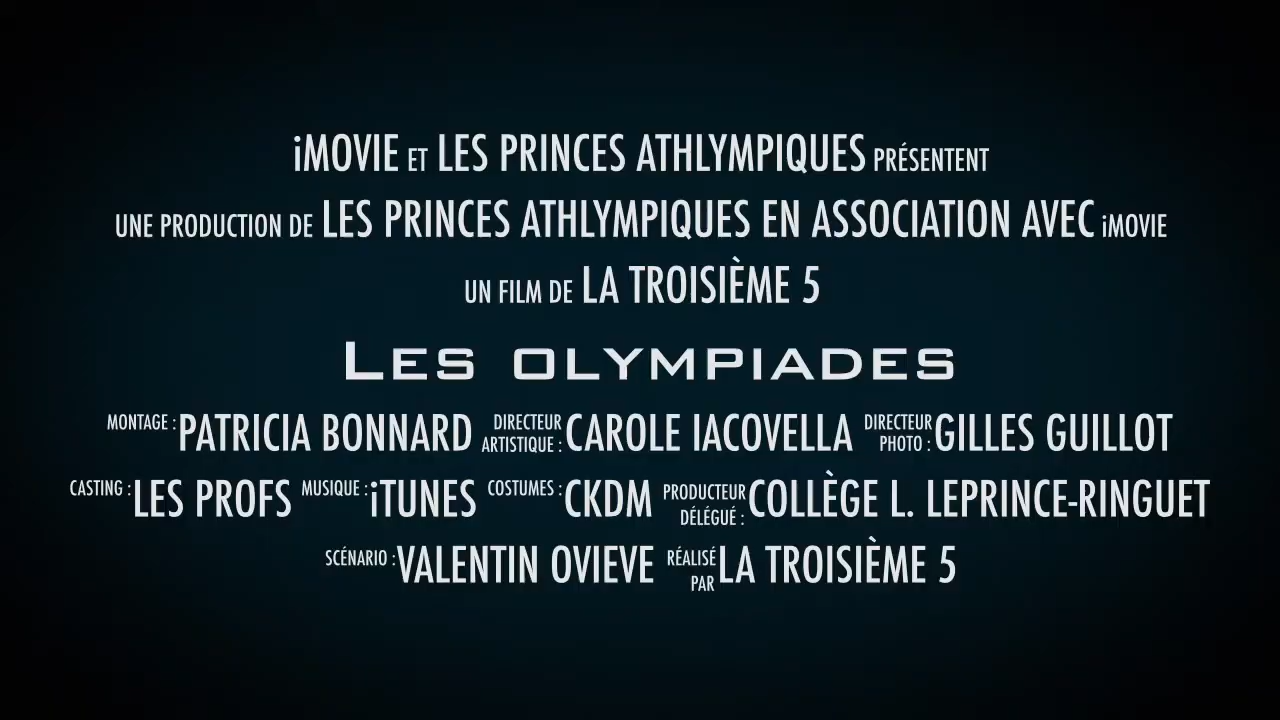 iMOVIE ET LES PRINCES ATHLYMPIQUES PRÉSENTENT
UNE PRODUCTION DE LES PRINCES ATHLYMPIQUES EN ASSOCIATION AVEC iMOVIE
UN FILM DE LA TROISIÈME 5
LES OLYMPIADES
MONTAGE : PATRICIA BONNARD DIRECTEUR ARTISTIQUE : CAROLE IACOVELLA DIRECTEUR PHOTO : GILLES GUILLOT
CASTING : LES PROFS MUSIQUE : iTUNES COSTUMES : CKDM PRODUCTEUR DÉLÉGUÉ : COLLÈGE L. LEPRINCE-RINGUET
SCÉNARIO : VALENTIN OVIEVE RÉALISÉ PAR LA TROISIÈME 5